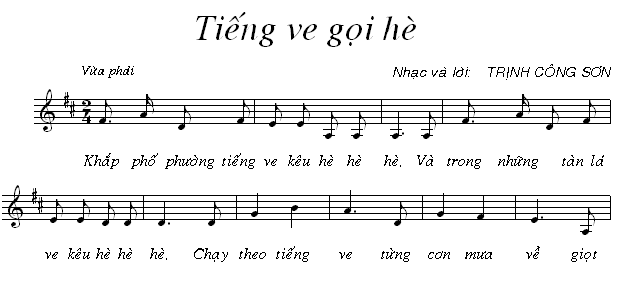 Tiếng ve gọi hè
Vừa phải
Nhạc và lời: TRỊNH CÔNG SƠN
2
4
Khắp phố phường tiếng ve kêu hè hè hè. Và trong những tàn lá
ve kêu hè hè hè. Chạy theo tiếng ve từng cơn mưa về giọt